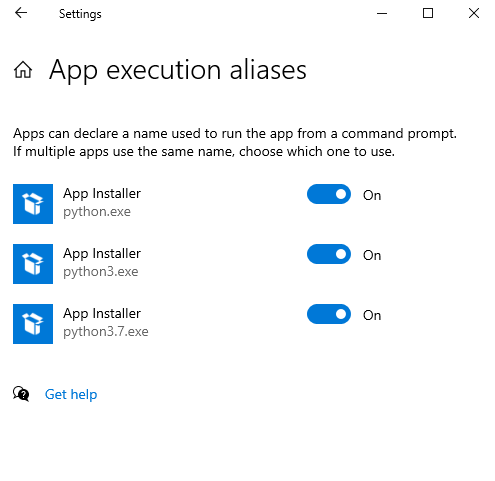 Settings
App execution aliases
Apps can declare a name used to run the app from a command prompt.
If multiple apps use the same name, choose which one to use.
App Installer
python.exe
On
App Installer
python3.exe
On
App Installer
python3.7.exe
On
Get help